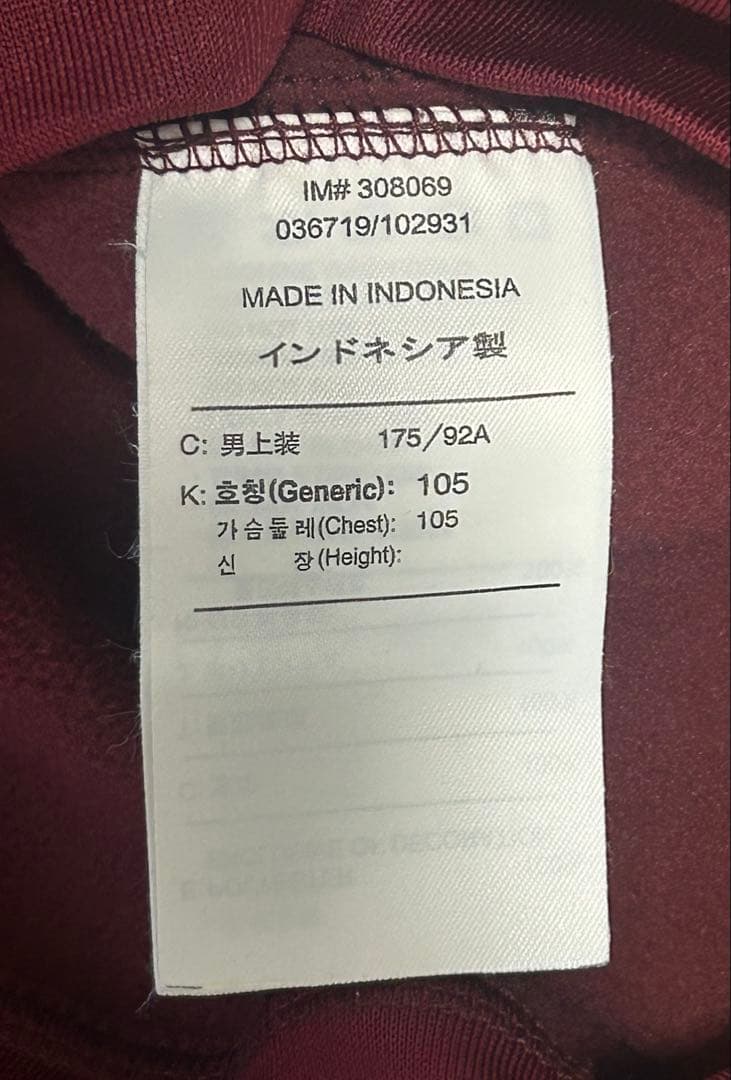 IM# 308069
036719/102931
MADE IN INDONESIA
インドネシア製
C: 男上装 175/92A
K: 호칭(Generic): 105
가슴둘레(Chest): 105
신 장(Height):